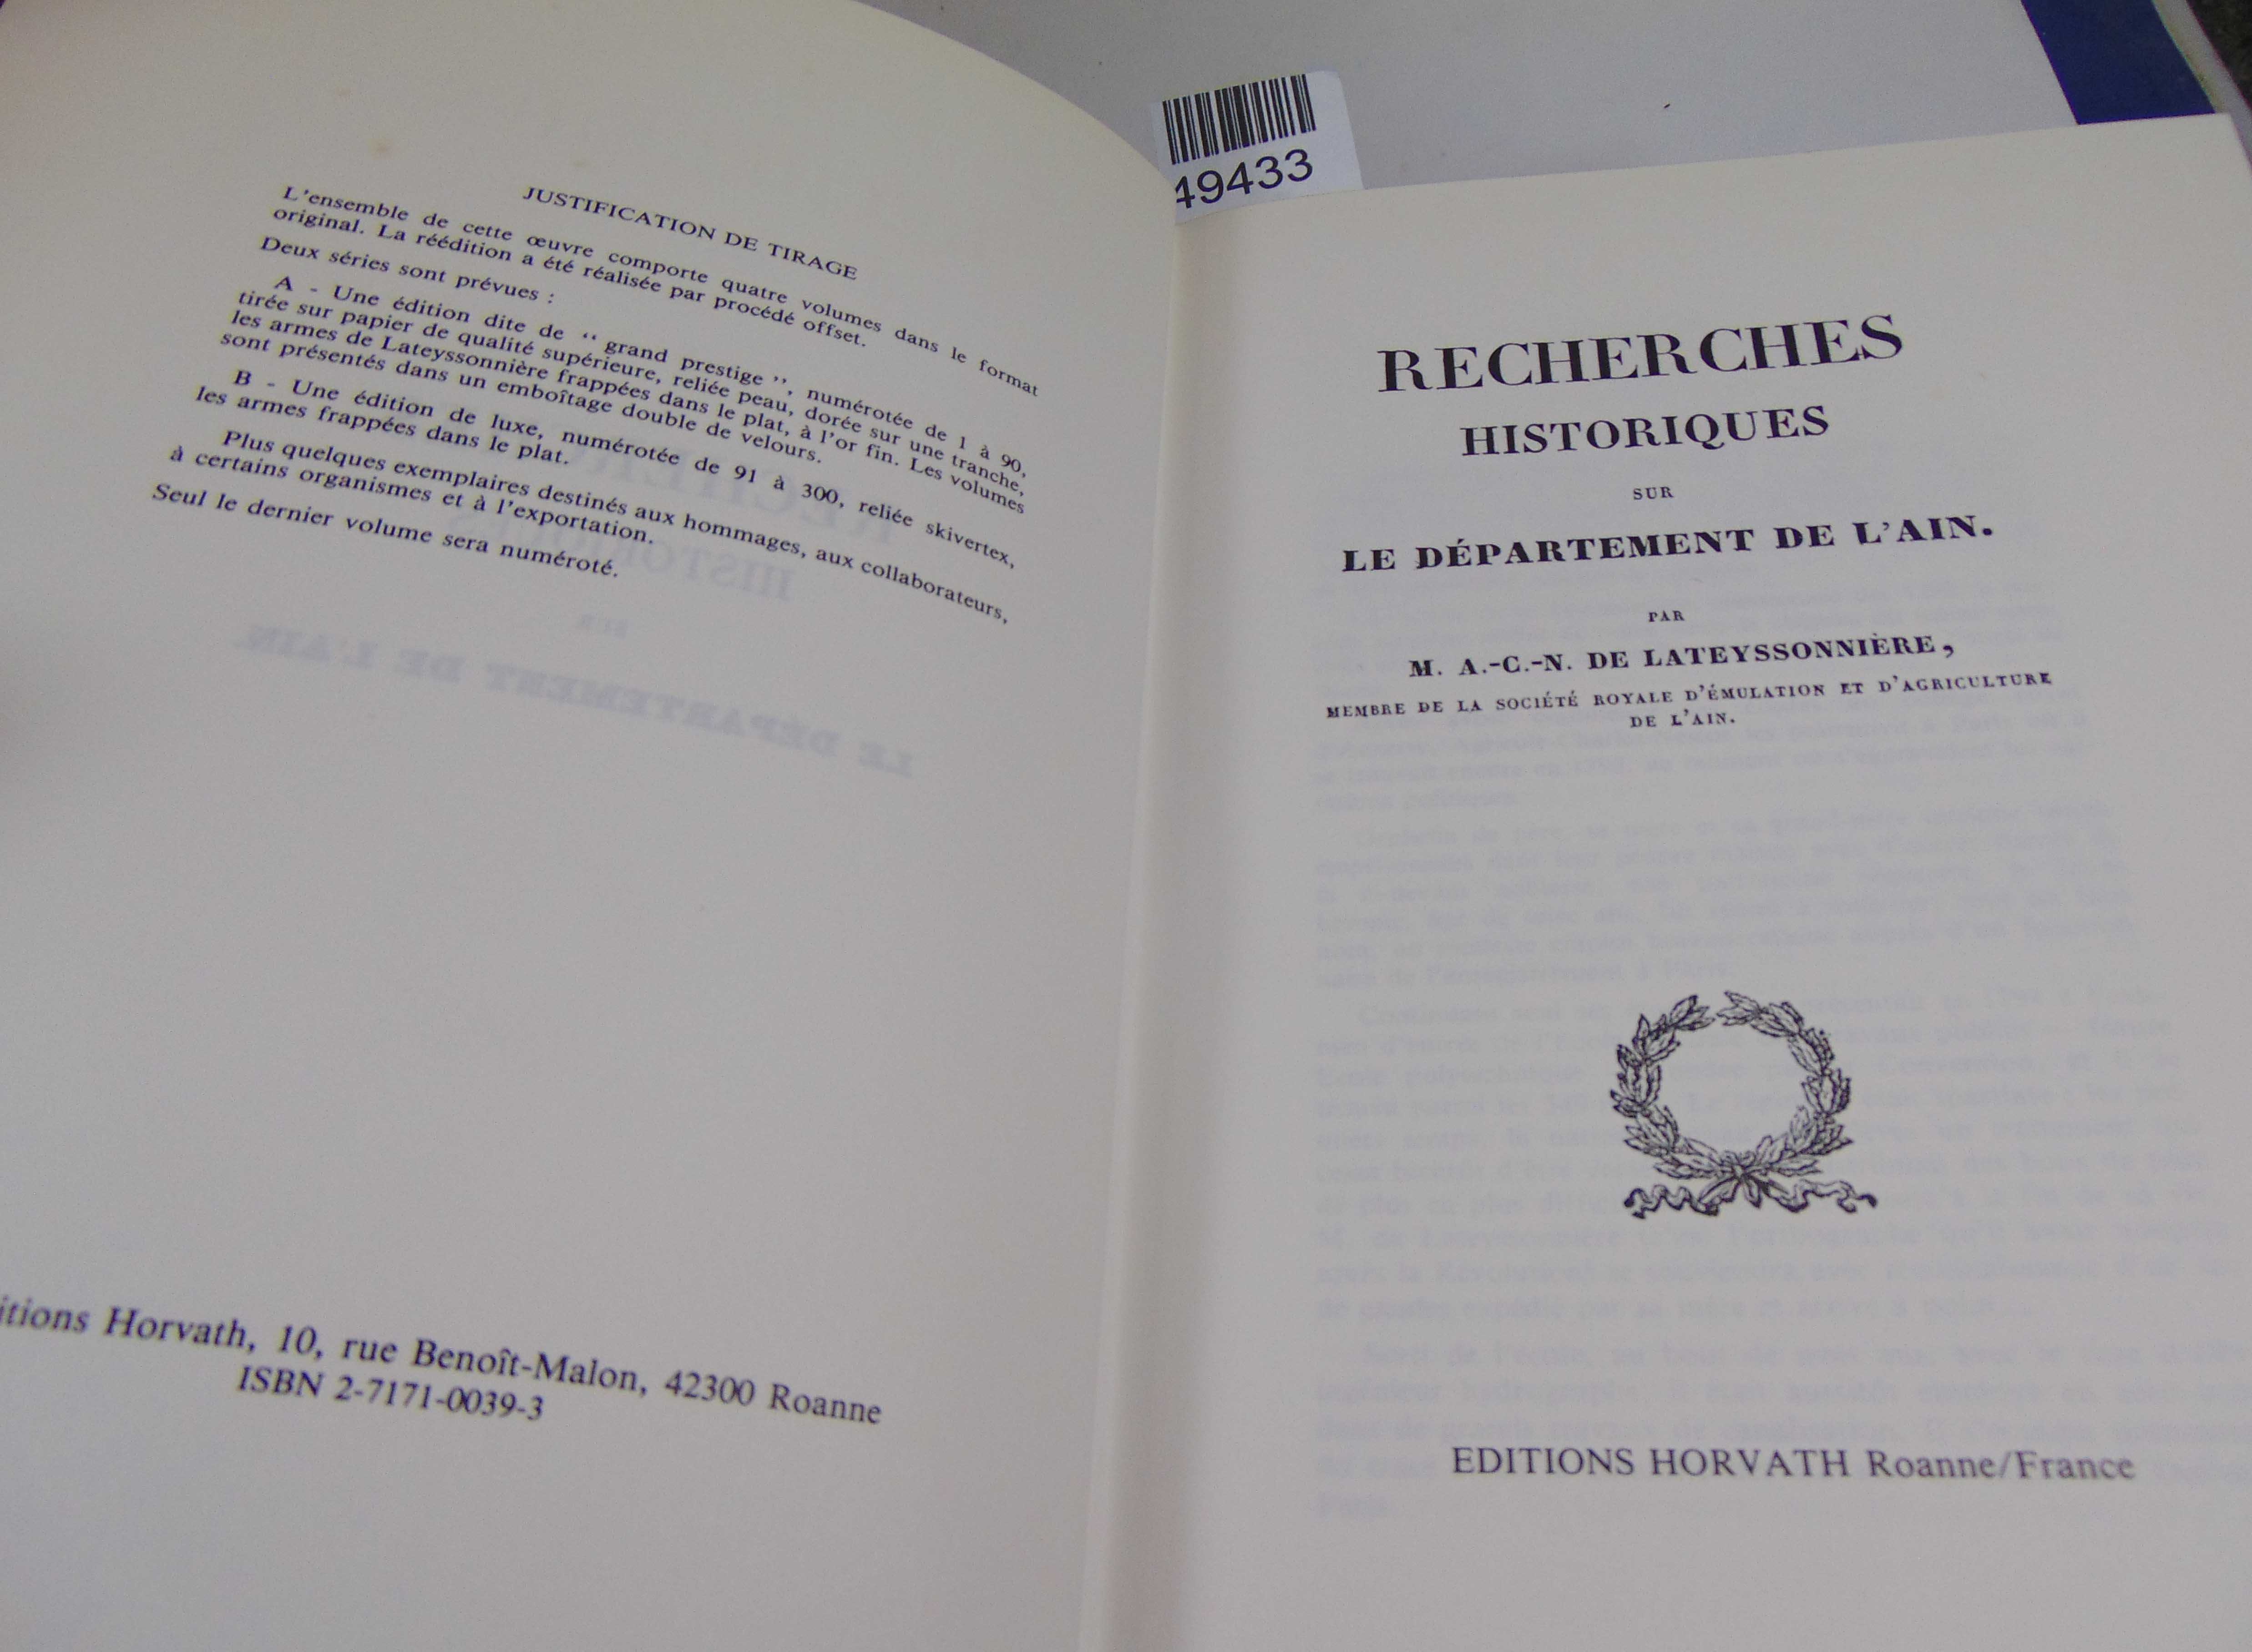 JUSTIFICATION DE TIRAGE
L'ensemble de cette œuvre comporte quatre volumes dans le format
original. La réédition a été réalisée par procédé offset.
Deux séries sont prévues :
A - Une édition dite de “ grand prestige ”, numérotée de 1 à 90,
tirée sur papier de qualité supérieure, reliée peau, dorée sur une tranche,
les armes de Lateyssonnière frappées dans le plat, à l'or fin. Les volumes
sont présentés dans un emboîtage double de velours.
B - Une édition de luxe, numérotée de 91 à 300, reliée skivertex,
les armes frappées dans le plat.
Plus quelques exemplaires destinés aux hommages, aux collaborateurs,
à certains organismes et à l'exportation.
Seul le dernier volume sera numéroté.
itions Horvath, 10, rue Benoît-Malon, 42300 Roanne
ISBN 2-7171-0039-3
49433
RECHERCHES
HISTORIQUES
SUR
LE DÉPARTEMENT DE L'AIN.
PAR
M. A.-C.-N. DE LATEYSSONNIÈRE,
MEMBRE DE LA SOCIÉTÉ ROYALE D'ÉMULATION ET D'AGRICULTURE
DE L'AIN.
EDITIONS HORVATH Roanne/France